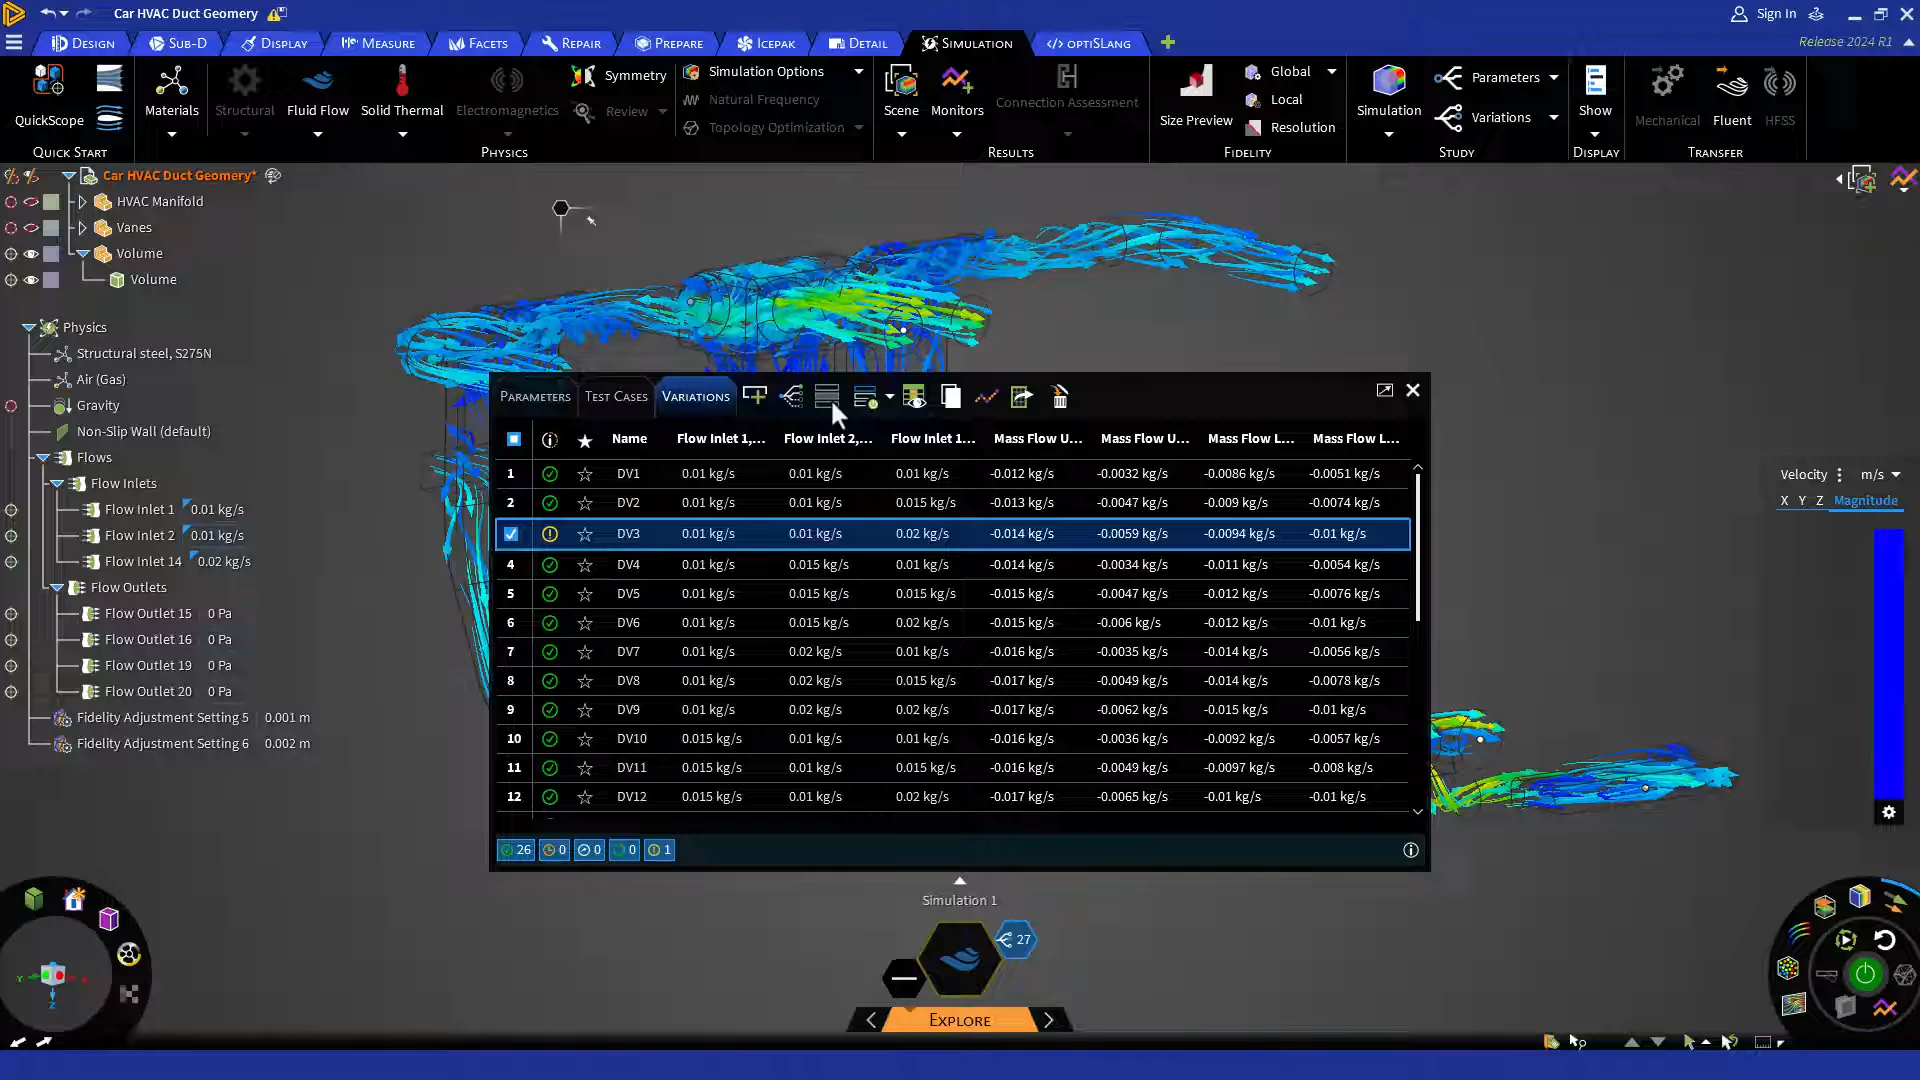 Car HVAC Duct Geometry
Sign In
Design
Sub-D
Display
Measure
Facets
Repair
Prepare
Icepak
Detail
Simulation
optiSLang
Release 2024 R1
QuickScope
Quick Start
Materials
Structural
Fluid Flow
Solid Thermal
Electromagnetics
Symmetry
Review
Simulation Options
Natural Frequency
Topology Optimization
Physics
Scene
Monitors
Connection Assessment
Results
Size Preview
Global
Local
Resolution
Fidelity
Simulation
Parameters
Variations
Study
Show
Display
Mechanical
Fluent
HFSS
Transfer
Car HVAC Duct Geometry*
HVAC Manifold
Vanes
Volume
Volume
Physics
Structural steel, S275N
Air (Gas)
Gravity
Non-Slip Wall (default)
Flows
Flow Inlets
Flow Inlet 1 0.01 kg/s
Flow Inlet 2 0.01 kg/s
Flow Inlet 14 0.02 kg/s
Flow Outlets
Flow Outlet 15 0 Pa
Flow Outlet 16 0 Pa
Flow Outlet 19 0 Pa
Flow Outlet 20 0 Pa
Fidelity Adjustment Setting 5 0.001 m
Fidelity Adjustment Setting 6 0.002 m
Parameters Test Cases Variations
Name Flow Inlet 1,... Flow Inlet 2,... Flow Inlet 1... Mass Flow U... Mass Flow U... Mass Flow L... Mass Flow L...
1 DV1 0.01 kg/s 0.01 kg/s 0.01 kg/s -0.012 kg/s -0.0032 kg/s -0.0086 kg/s -0.0051 kg/s
2 DV2 0.01 kg/s 0.01 kg/s 0.015 kg/s -0.013 kg/s -0.0047 kg/s -0.009 kg/s -0.0074 kg/s
DV3 0.01 kg/s 0.01 kg/s 0.02 kg/s -0.014 kg/s -0.0059 kg/s -0.0094 kg/s -0.01 kg/s
4 DV4 0.01 kg/s 0.015 kg/s 0.01 kg/s -0.014 kg/s -0.0034 kg/s -0.011 kg/s -0.0054 kg/s
5 DV5 0.01 kg/s 0.015 kg/s 0.015 kg/s -0.015 kg/s -0.0047 kg/s -0.012 kg/s -0.0076 kg/s
6 DV6 0.01 kg/s 0.015 kg/s 0.02 kg/s -0.015 kg/s -0.006 kg/s -0.012 kg/s -0.01 kg/s
7 DV7 0.01 kg/s 0.02 kg/s 0.01 kg/s -0.016 kg/s -0.0035 kg/s -0.014 kg/s -0.0056 kg/s
8 DV8 0.01 kg/s 0.02 kg/s 0.015 kg/s -0.017 kg/s -0.0049 kg/s -0.014 kg/s -0.0078 kg/s
9 DV9 0.01 kg/s 0.02 kg/s 0.02 kg/s -0.017 kg/s -0.0062 kg/s -0.015 kg/s -0.01 kg/s
10 DV10 0.015 kg/s 0.01 kg/s 0.01 kg/s -0.016 kg/s -0.0036 kg/s -0.0092 kg/s -0.0057 kg/s
11 DV11 0.015 kg/s 0.01 kg/s 0.015 kg/s -0.016 kg/s -0.0049 kg/s -0.0097 kg/s -0.008 kg/s
12 DV12 0.015 kg/s 0.01 kg/s 0.02 kg/s -0.017 kg/s -0.0065 kg/s -0.01 kg/s -0.01 kg/s
26 0 0 0 1
Velocity m/s
X Y Z Magnitude
Simulation 1
27
Explore
Y X
Z